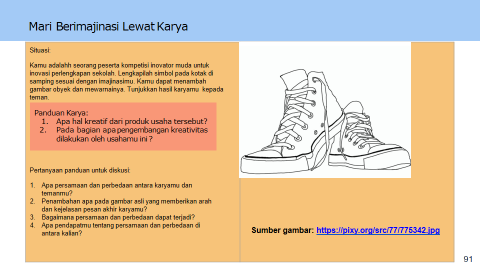 Mari Berimajinasi Lewat Karya
Situasi:
Kamu adalahh seorang peserta kompetisi inovator muda untuk
inovasi perlengkapan sekolah. Lengkapilah simbol pada kotak di
samping sesuai dengan imajinasimu. Kamu dapat menambah
gambar obyek dan mewarnainya. Tunjukkan hasil karyamu kepada
teman.
Panduan Karya:
1. Apa hal kreatif dari produk usaha tersebut?
2. Pada bagian apa pengembangan kreativitas
dilakukan oleh usahamu ini ?
Pertanyaan panduan untuk diskusi:
1. Apa persamaan dan perbedaan antara karyamu dan
temanmu?
2. Penambahan apa pada gambar asli yang memberikan arah
dan kejelasan pesan akhir karyamu?
3. Bagaimana persamaan dan perbedaan dapat terjadi?
4. Apa pendapatmu tentang persamaan dan perbedaan di
antara kalian?
Sumber gambar: https://pixy.org/src/77/775342.jpg
91